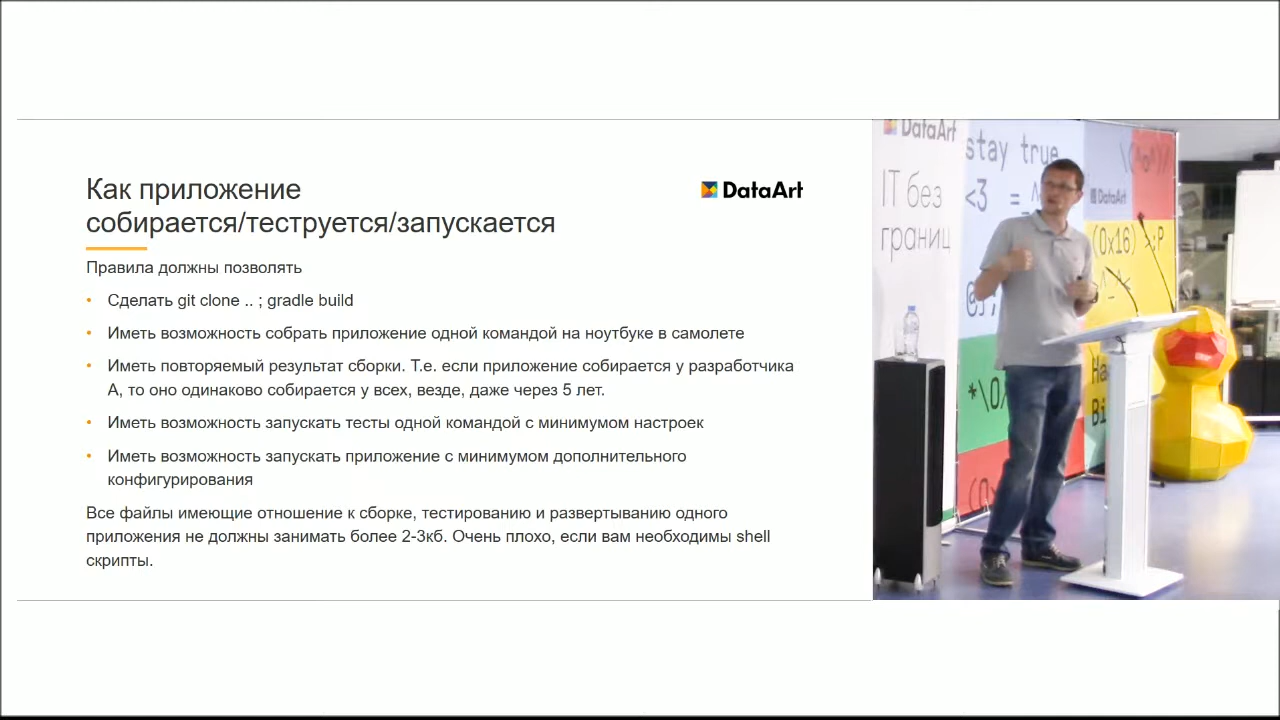 Как приложение
собирается/теструется/запускается
DataArt
Правила должны позволять
• Сделать git clone .. ; gradle build
• Иметь возможность собрать приложение одной командой на ноутбуке в самолете
• Иметь повторяемый результат сборки. Т.е. если приложение собирается у разработчика
А, то оно одинаково собирается у всех, везде, даже через 5 лет.
• Иметь возможность запускать тесты одной командой с минимумом настроек
• Иметь возможность запускать приложение с минимумом дополнительного
конфигурирования
Все файлы имеющие отношение к сборке, тестированию и развертыванию одного
приложения не должны занимать более 2-3кб. Очень плохо, если вам необходимы shell
скрипты.
DataArt
IT без
границ
stay true
<3 =
DataArt
(0x16) >;P